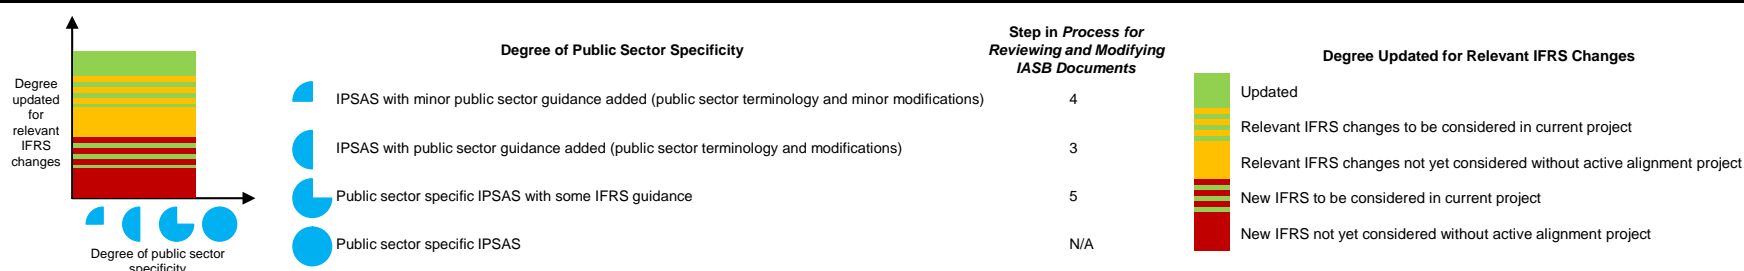 Degree
updated
for
relevant
IFRS
changes
Degree of public sector
specificity
Degree of Public Sector Specificity
Step in Process for
Reviewing and Modifying
IASB Documents
IPSAS with minor public sector guidance added (public sector terminology and minor modifications)
4
IPSAS with public sector guidance added (public sector terminology and modifications)
3
Public sector specific IPSAS with some IFRS guidance
5
Public sector specific IPSAS
N/A
Degree Updated for Relevant IFRS Changes
Updated
Relevant IFRS changes to be considered in current project
Relevant IFRS changes not yet considered without active alignment project
New IFRS to be considered in current project
New IFRS not yet considered without active alignment project